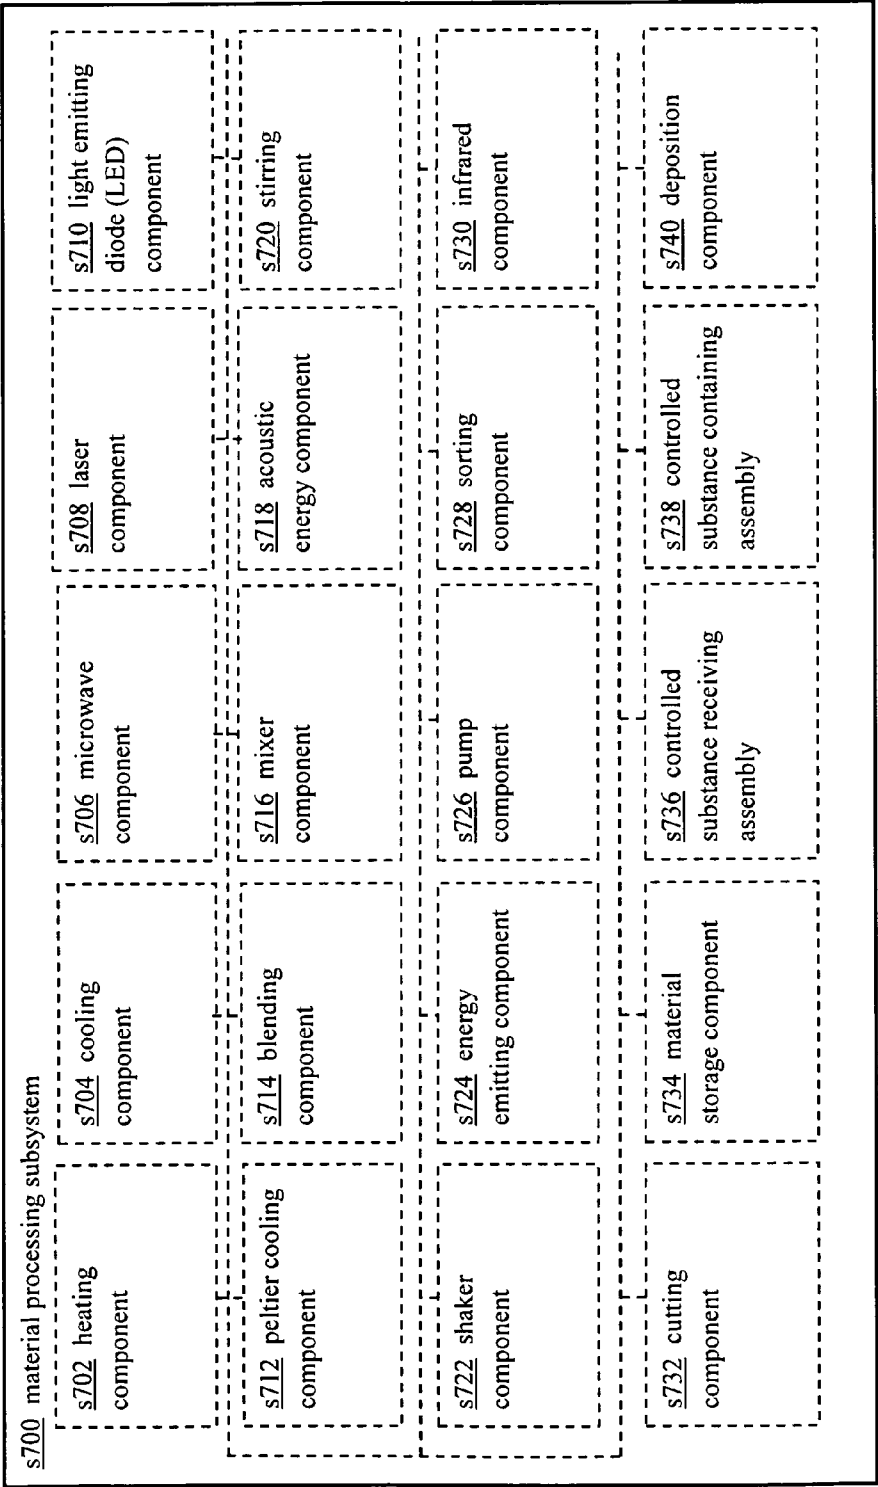 s700 material processing subsystem
s702 heating
component
s704 cooling
component
s706 microwave
component
s708 laser
component
s710 light emitting
diode (LED)
component
s712 peltier cooling
component
s714 blending
component
s716 mixer
component
s718 acoustic
energy component
s720 stirring
component
s722 shaker
component
s724 energy
emitting component
s726 pump
component
s728 sorting
component
s730 infrared
component
s732 cutting
component
s734 material
storage component
s736 controlled
substance receiving
assembly
s738 controlled
substance containing
assembly
s740 deposition
component